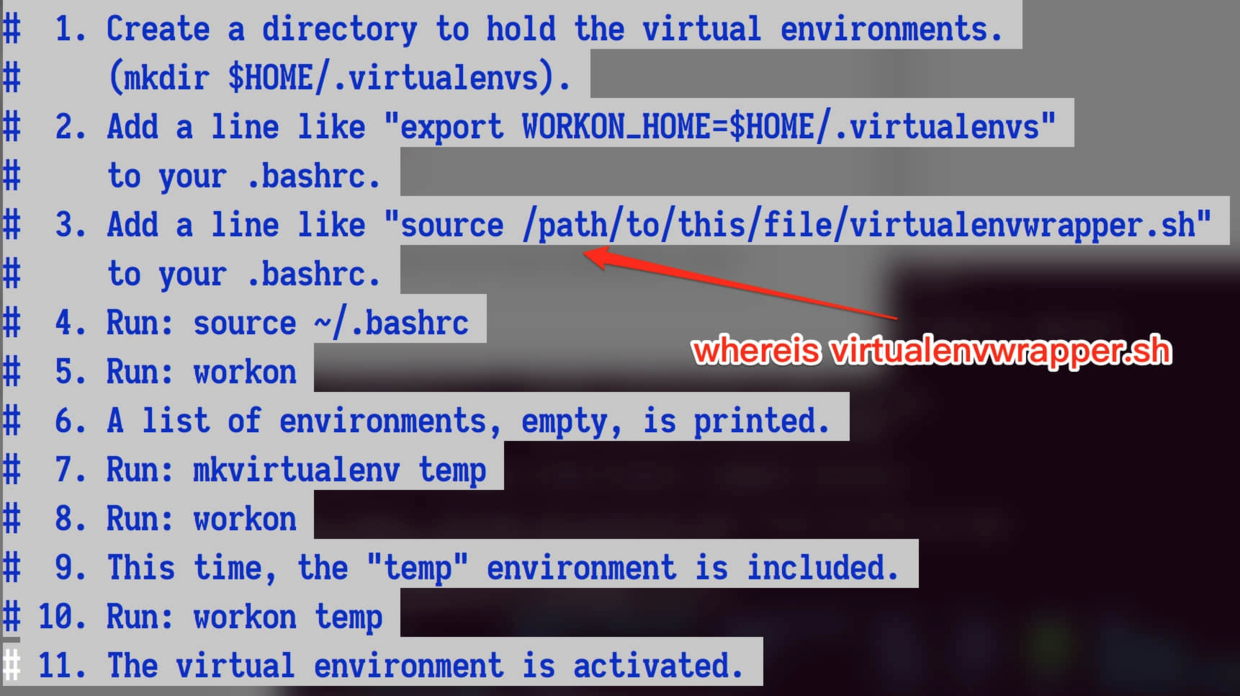 #  1. Create a directory to hold the virtual environments.
#     (mkdir $HOME/.virtualenvs).
#  2. Add a line like "export WORKON_HOME=$HOME/.virtualenvs"
#     to your .bashrc.
#  3. Add a line like "source /path/to/this/file/virtualenvwrapper.sh"
#     to your .bashrc.
#  4. Run: source ~/.bashrc
whereis virtualenvwrapper.sh
#  5. Run: workon
#  6. A list of environments, empty, is printed.
#  7. Run: mkvirtualenv temp
#  8. Run: workon
#  9. This time, the "temp" environment is included.
# 10. Run: workon temp
# 11. The virtual environment is activated.